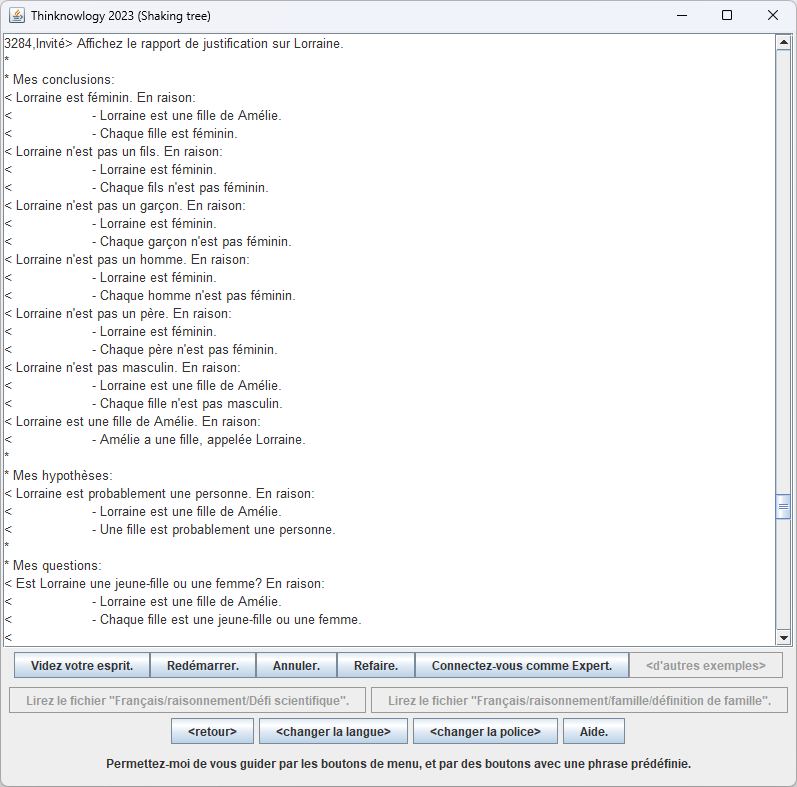 Thinknowlogy 2023 (Shaking tree)
3284,Invité> Affichez le rapport de justification sur Lorraine.
*
* Mes conclusions:
< Lorraine est féminin. En raison:
< - Lorraine est une fille de Amélie.
< - Chaque fille est féminin.
< Lorraine n'est pas un fils. En raison:
< - Lorraine est féminin.
< - Chaque fils n'est pas féminin.
< Lorraine n'est pas un garçon. En raison:
< - Lorraine est féminin.
< - Chaque garçon n'est pas féminin.
< Lorraine n'est pas un homme. En raison:
< - Lorraine est féminin.
< - Chaque homme n'est pas féminin.
< Lorraine n'est pas un père. En raison:
< - Lorraine est féminin.
< - Chaque père n'est pas féminin.
< Lorraine n'est pas masculin. En raison:
< - Lorraine est une fille de Amélie.
< - Chaque fille n'est pas masculin.
< Lorraine est une fille de Amélie. En raison:
< - Amélie a une fille, appelée Lorraine.
*
* Mes hypothèses:
< Lorraine est probablement une personne. En raison:
< - Lorraine est une fille de Amélie.
< - Une fille est probablement une personne.
*
* Mes questions:
< Est Lorraine une jeune-fille ou une femme? En raison:
< - Lorraine est une fille de Amélie.
< - Chaque fille est une jeune-fille ou une femme.
<
Videz votre esprit. Redémarrer. Annuler. Refaire. Connectez-vous comme Expert. <d'autres exemples>
Lirez le fichier "Français/raisonnement/Défi scientifique". Lirez le fichier "Français/raisonnement/famille/définition de famille".
<retour> <changer la langue> <changer la police> Aide.
Permettez-moi de vous guider par les boutons de menu, et par des boutons avec une phrase prédéfinie.